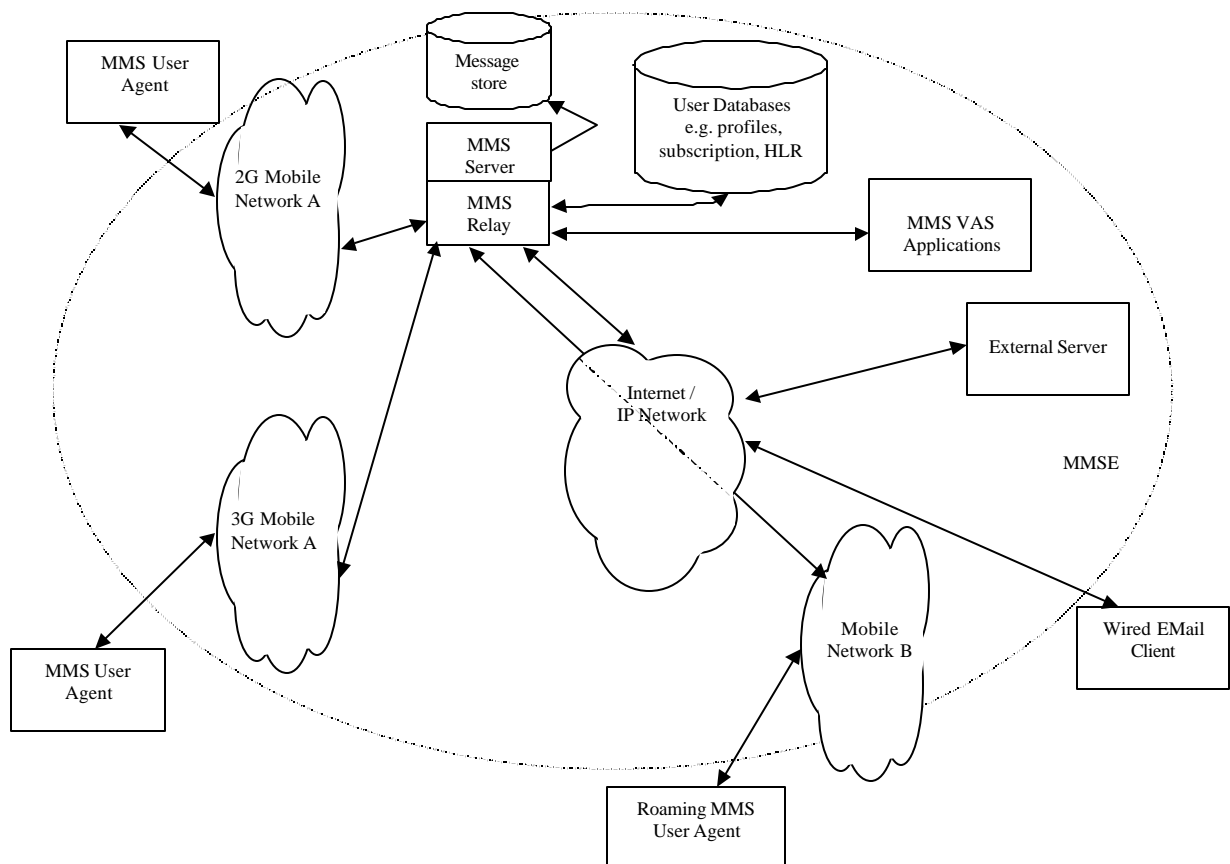 MMS User
Agent
Message
store
User Databases
e.g. profiles,
subscription, HLR
MMS
Server
2G Mobile
Network A
MMS
Relay
MMS VAS
Applications
External Server
Internet /
IP Network
MMSE
3G Mobile
Network A
Mobile
Network B
Wired EMail
Client
MMS User
Agent
Roaming MMS
User Agent